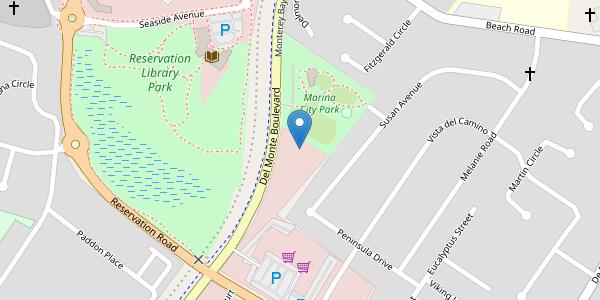 Seaside Avenue
P
Beach Road
Monterey Bay
Fitzgerald Circle
Reservation
Library
Park
Marina
City Park
Susan Avenue
Vista del Camino
Melanie Road
Martin Circle
Del Monte Boulevard
Reservation Road
Paddon Place
Peninsula Drive
Eucalyptus Street
P
P
Viking